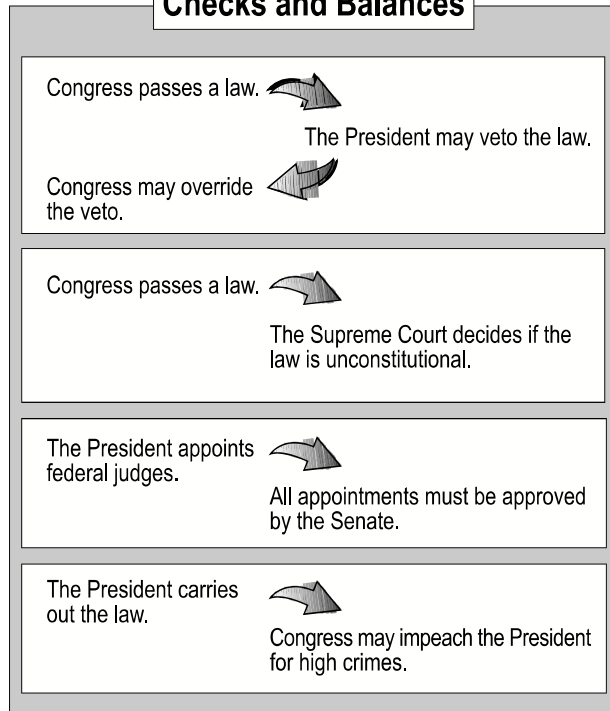 Checks and Balances
Congress passes a law.
The President may veto the law.
Congress may override
the veto.
Congress passes a law.
The Supreme Court decides if the
law is unconstitutional.
The President appoints
federal judges.
All appointments must be approved
by the Senate.
The President carries
out the law.
Congress may impeach the President
for high crimes.